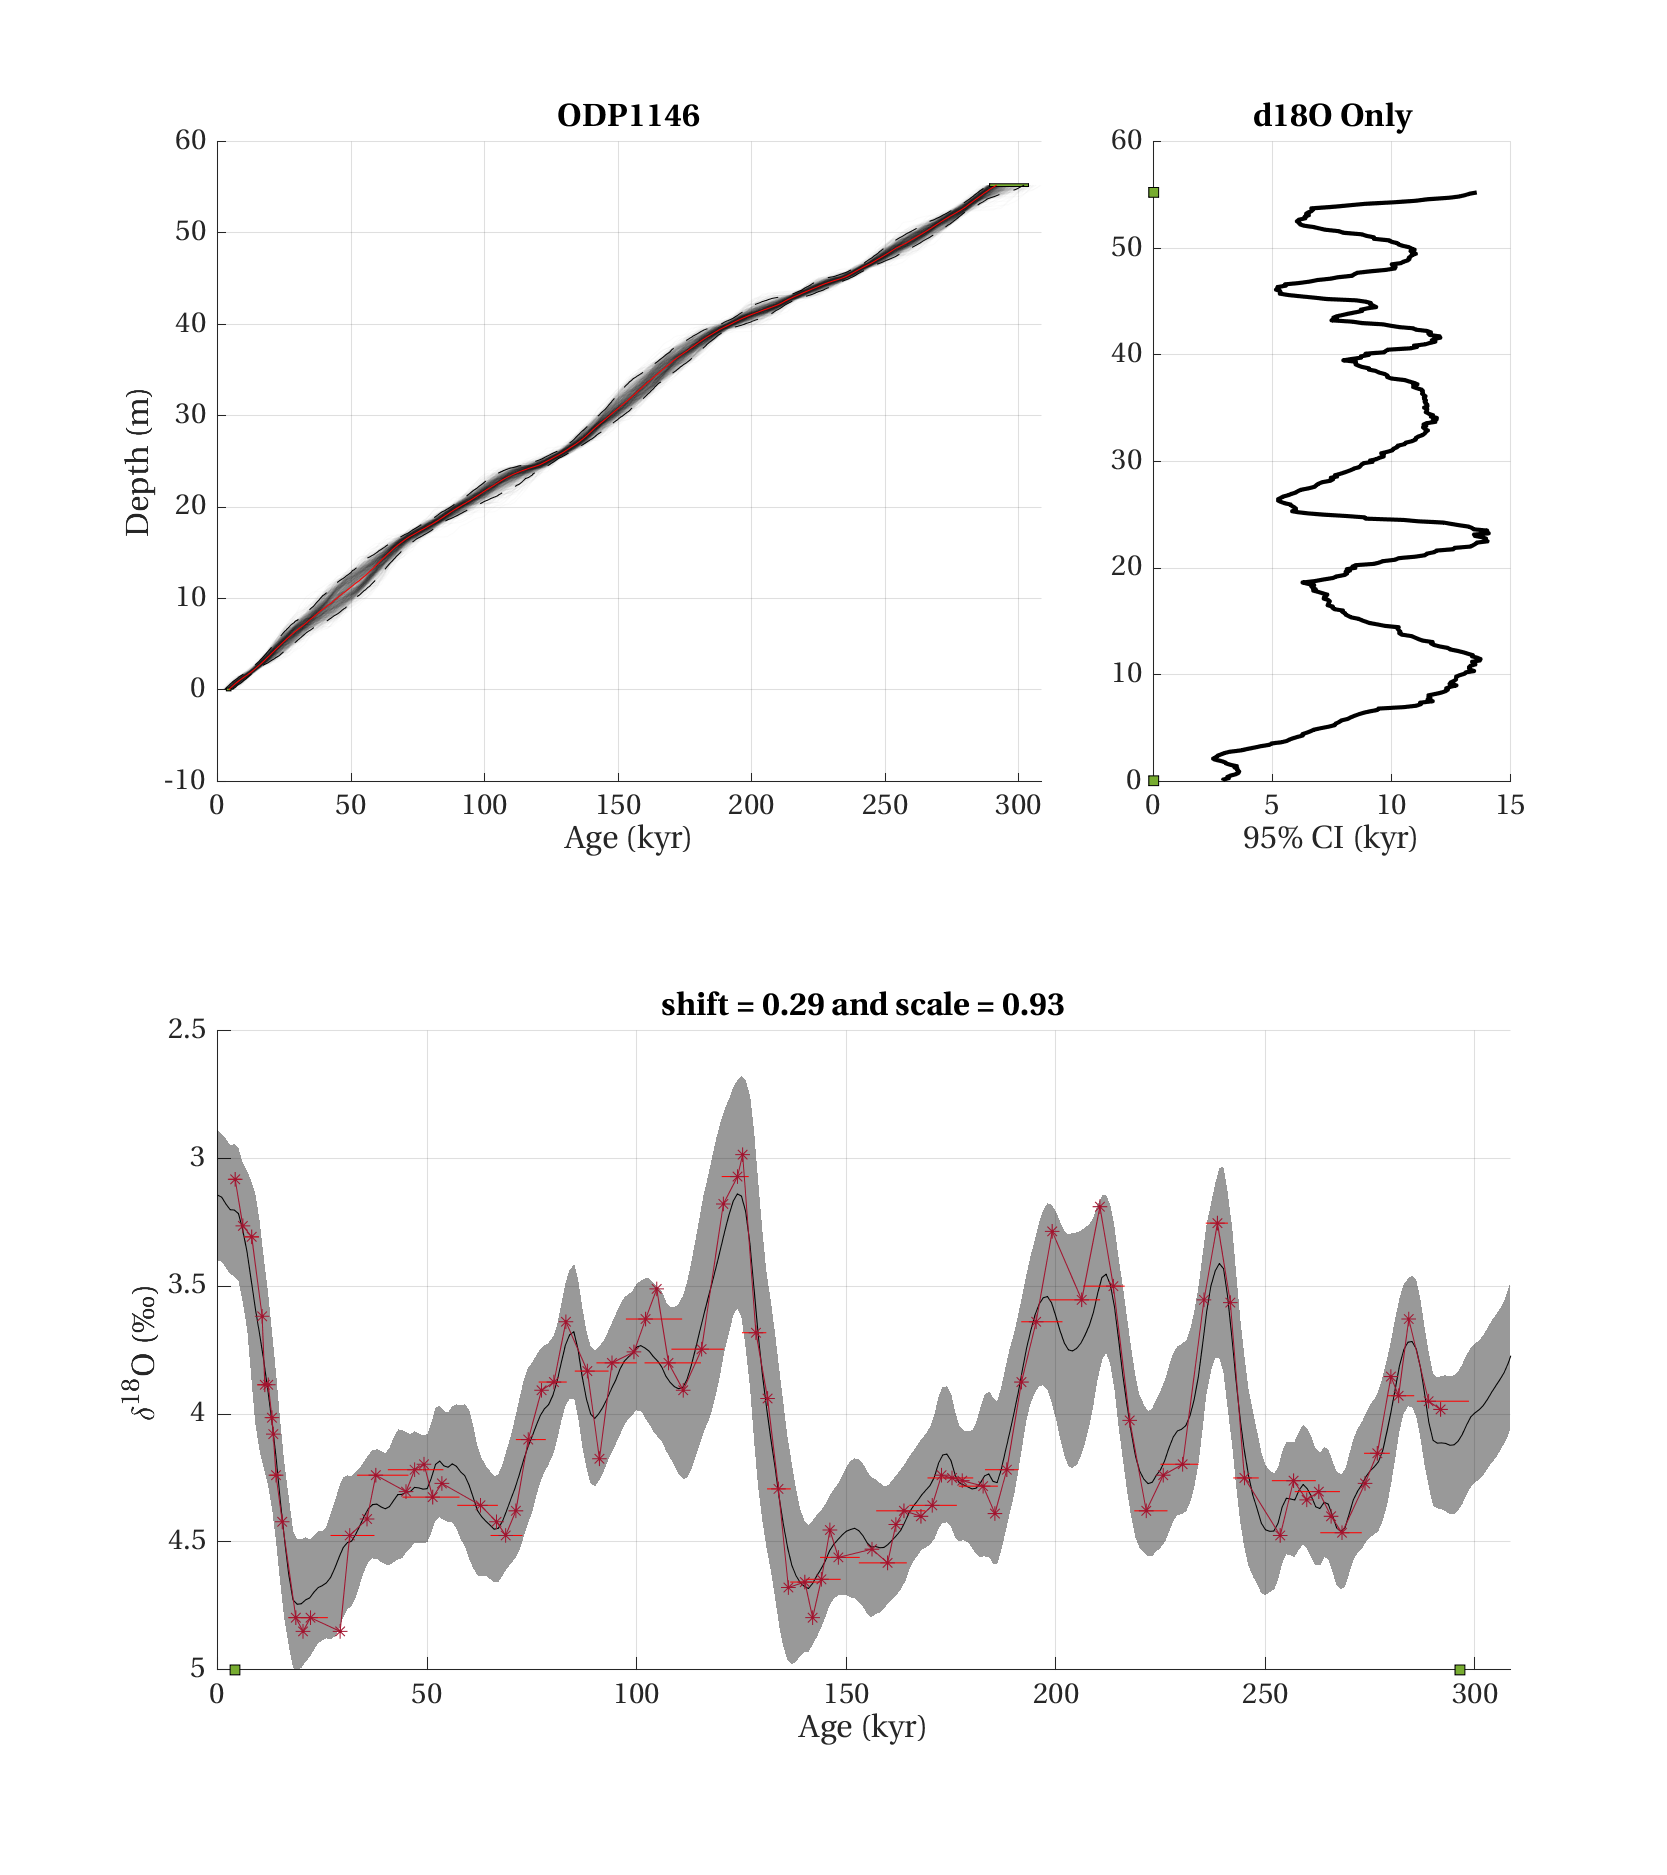 ODP1146
60
50
40
30
20
10
0
-10
Depth (m)
0 50 100 150 200 250 300
Age (kyr)
d18O Only
60
50
40
30
20
10
0
0 5 10 15
95% CI (kyr)
shift = 0.29 and scale = 0.93
2.5
3
3.5
4
4.5
5
δ18O (‰)
0 50 100 150 200 250 300
Age (kyr)